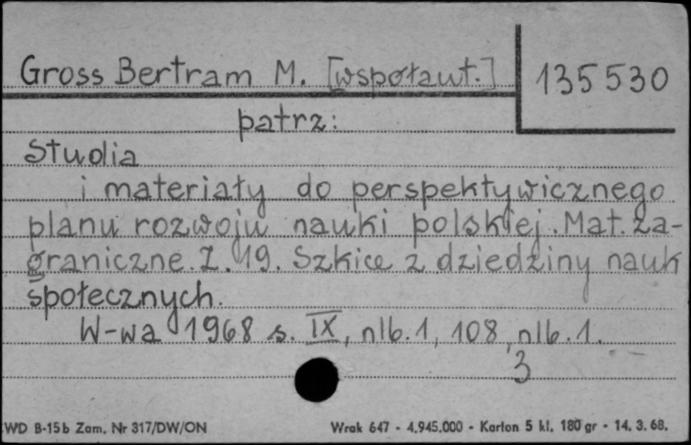 Gross Bertram M. [wspołaut.] 135530
patrz:
Studia
i materiały do perspektywicznego
planu rozwoju nauki polskiej. Mat. za-
graniczne. Z. 19. Szkice z dziedziny nauk
społecznych.
W-wa 1968 s. IX, nlb. 1, 108, nlb. 1.
3
WD B-15b Zam. Nr 317/DW/ON Wrak 647 - 4.945.000 - Karton 5 kl. 180 gr - 14. 3. 68.